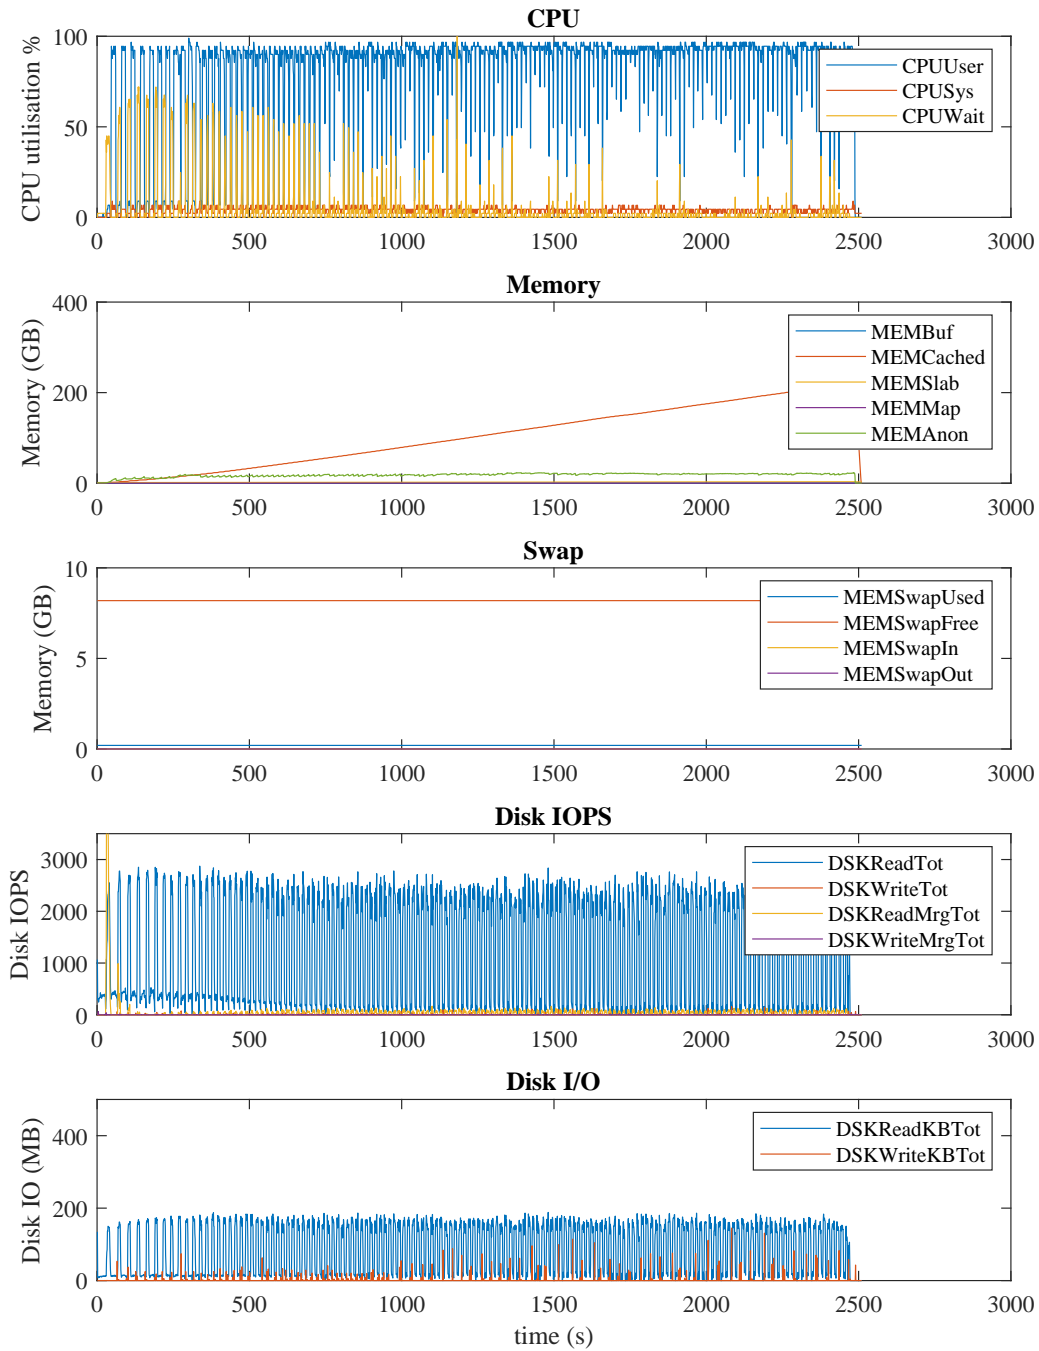 CPU
CPU utilisation %
100
50
0
0 500 1000 1500 2000 2500 3000
CPUUser
CPUSys
CPUWait
Memory
Memory (GB)
400
200
0
0 500 1000 1500 2000 2500 3000
MEMBuf
MEMCached
MEMSlab
MEMMap
MEMAnon
Swap
Memory (GB)
10
5
0
0 500 1000 1500 2000 2500 3000
MEMSwapUsed
MEMSwapFree
MEMSwapIn
MEMSwapOut
Disk IOPS
Disk IOPS
3000
2000
1000
0
0 500 1000 1500 2000 2500 3000
DSKReadTot
DSKWriteTot
DSKReadMrgTot
DSKWriteMrgTot
Disk I/O
Disk IO (MB)
400
200
0
0 500 1000 1500 2000 2500 3000
DSKReadKBTot
DSKWriteKBTot
time (s)